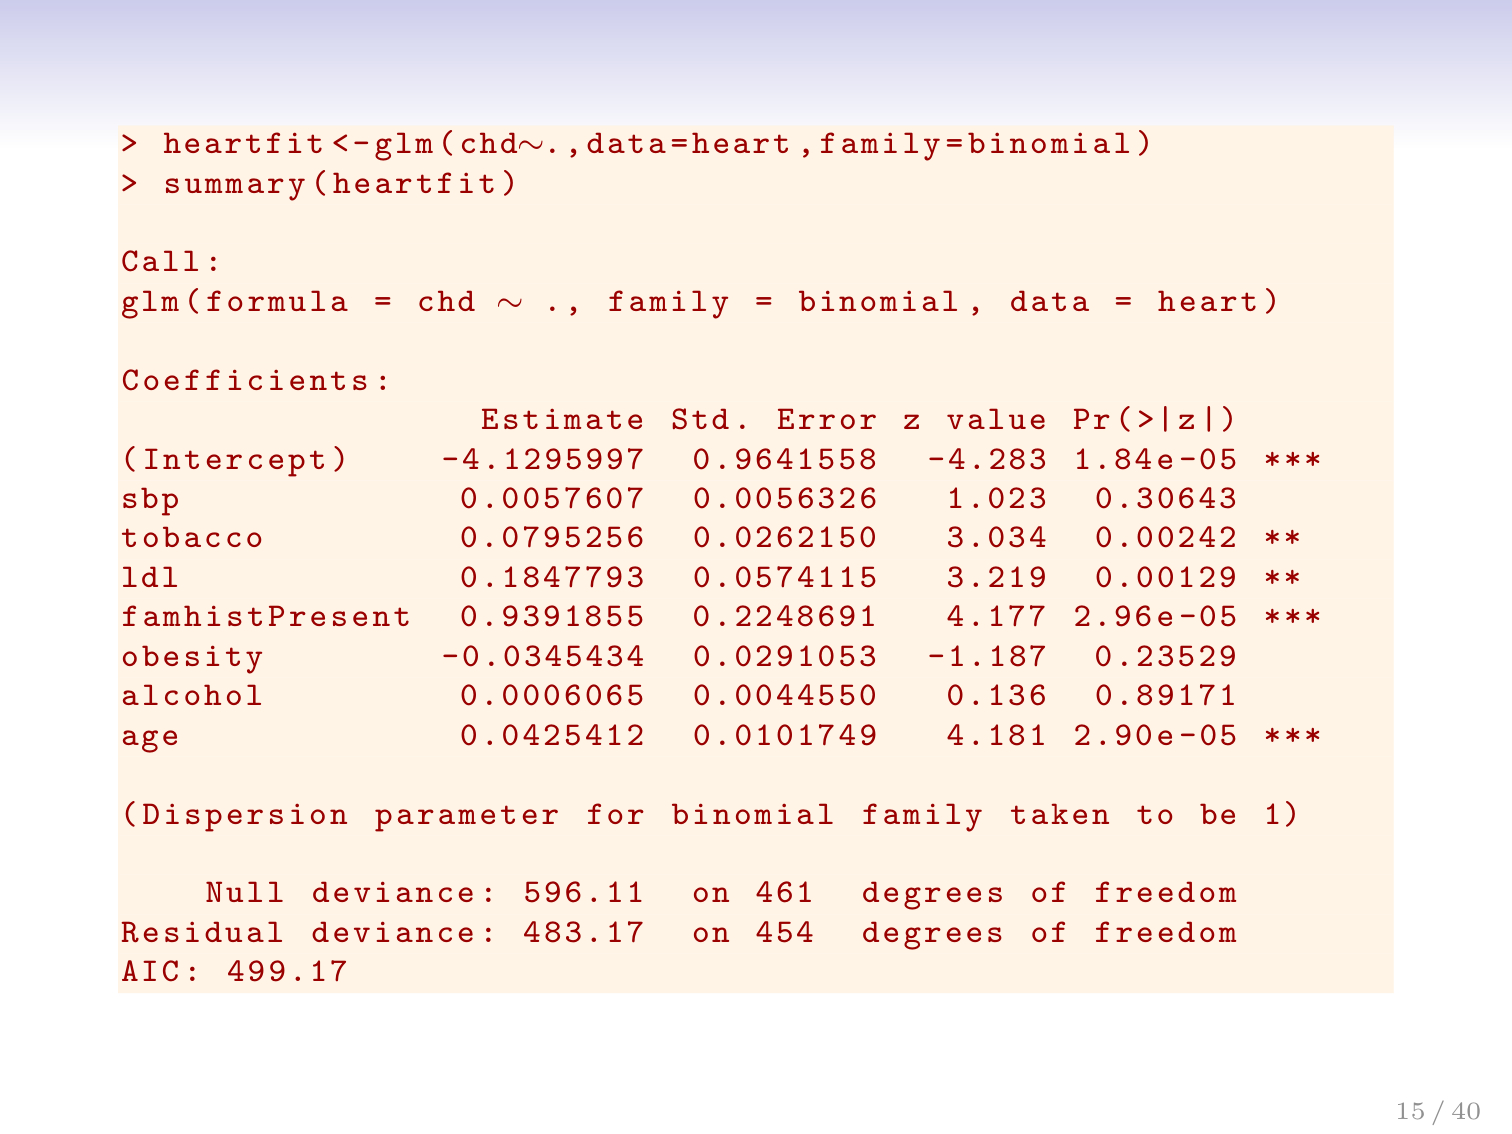 > heartfit<-glm(chd~.,data=heart,family=binomial)
> summary(heartfit)
Call:
glm(formula = chd ~ ., family = binomial, data = heart)
Coefficients:
Estimate Std. Error z value Pr(>|z|)
(Intercept) -4.1295997 0.9641558 -4.283 1.84e-05 ***
sbp 0.0057607 0.0056326 1.023 0.30643
tobacco 0.0795256 0.0262150 3.034 0.00242 **
ldl 0.1847793 0.0574115 3.219 0.00129 **
famhistPresent 0.9391855 0.2248691 4.177 2.96e-05 ***
obesity -0.0345434 0.0291053 -1.187 0.23529
alcohol 0.0006065 0.0044550 0.136 0.89171
age 0.0425412 0.0101749 4.181 2.90e-05 ***
(Dispersion parameter for binomial family taken to be 1)
Null deviance: 596.11 on 461 degrees of freedom
Residual deviance: 483.17 on 454 degrees of freedom
AIC: 499.17
15 / 40